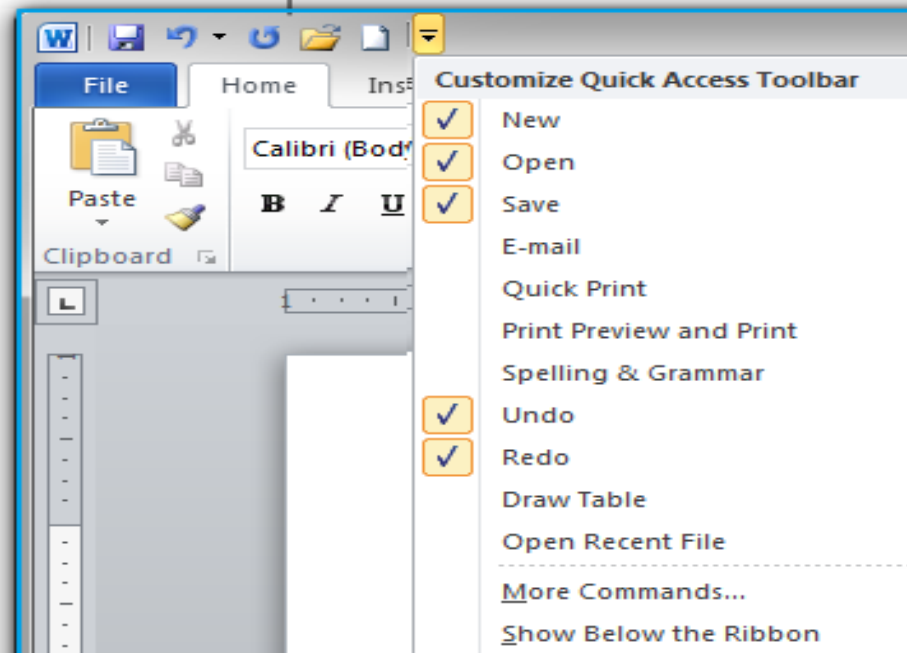 W
File Home Ins
Customize Quick Access Toolbar
New
Open
Save
E-mail
Quick Print
Print Preview and Print
Spelling & Grammar
Undo
Redo
Draw Table
Open Recent File
More Commands...
Show Below the Ribbon
Calibri (Body
Paste
B I U
Clipboard
L
1